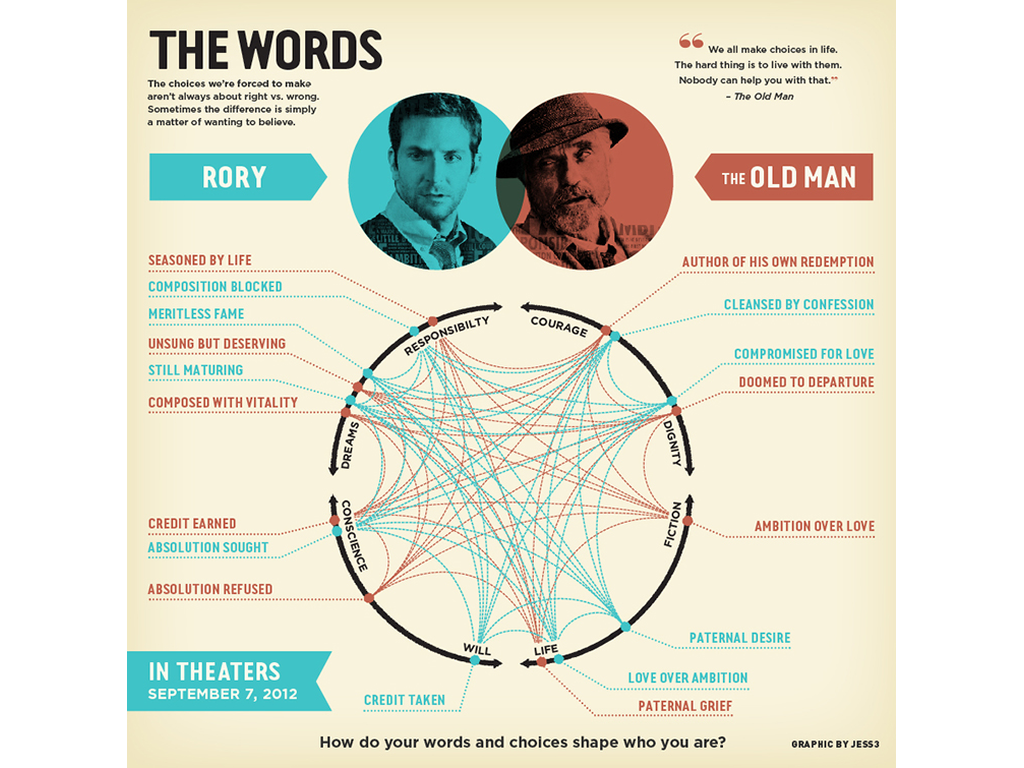 THE WORDS
The choices we're forced to make
aren't always about right vs. wrong.
Sometimes the difference is simply
a matter of wanting to believe.
“ We all make choices in life.
The hard thing is to live with them.
Nobody can help you with that.”
– The Old Man
RORY
THE OLD MAN
SEASONED BY LIFE
COMPOSITION BLOCKED
MERITLESS FAME
UNSUNG BUT DESERVING
STILL MATURING
COMPOSED WITH VITALITY
CREDIT EARNED
ABSOLUTION SOUGHT
ABSOLUTION REFUSED
RESPONSIBILTY
COURAGE
DREAMS
DIGNITY
CONSCIENCE
FICTION
WILL
LIFE
AUTHOR OF HIS OWN REDEMPTION
CLEANSED BY CONFESSION
COMPROMISED FOR LOVE
DOOMED TO DEPARTURE
AMBITION OVER LOVE
PATERNAL DESIRE
LOVE OVER AMBITION
PATERNAL GRIEF
CREDIT TAKEN
IN THEATERS
SEPTEMBER 7, 2012
How do your words and choices shape who you are?
GRAPHIC BY JESS3